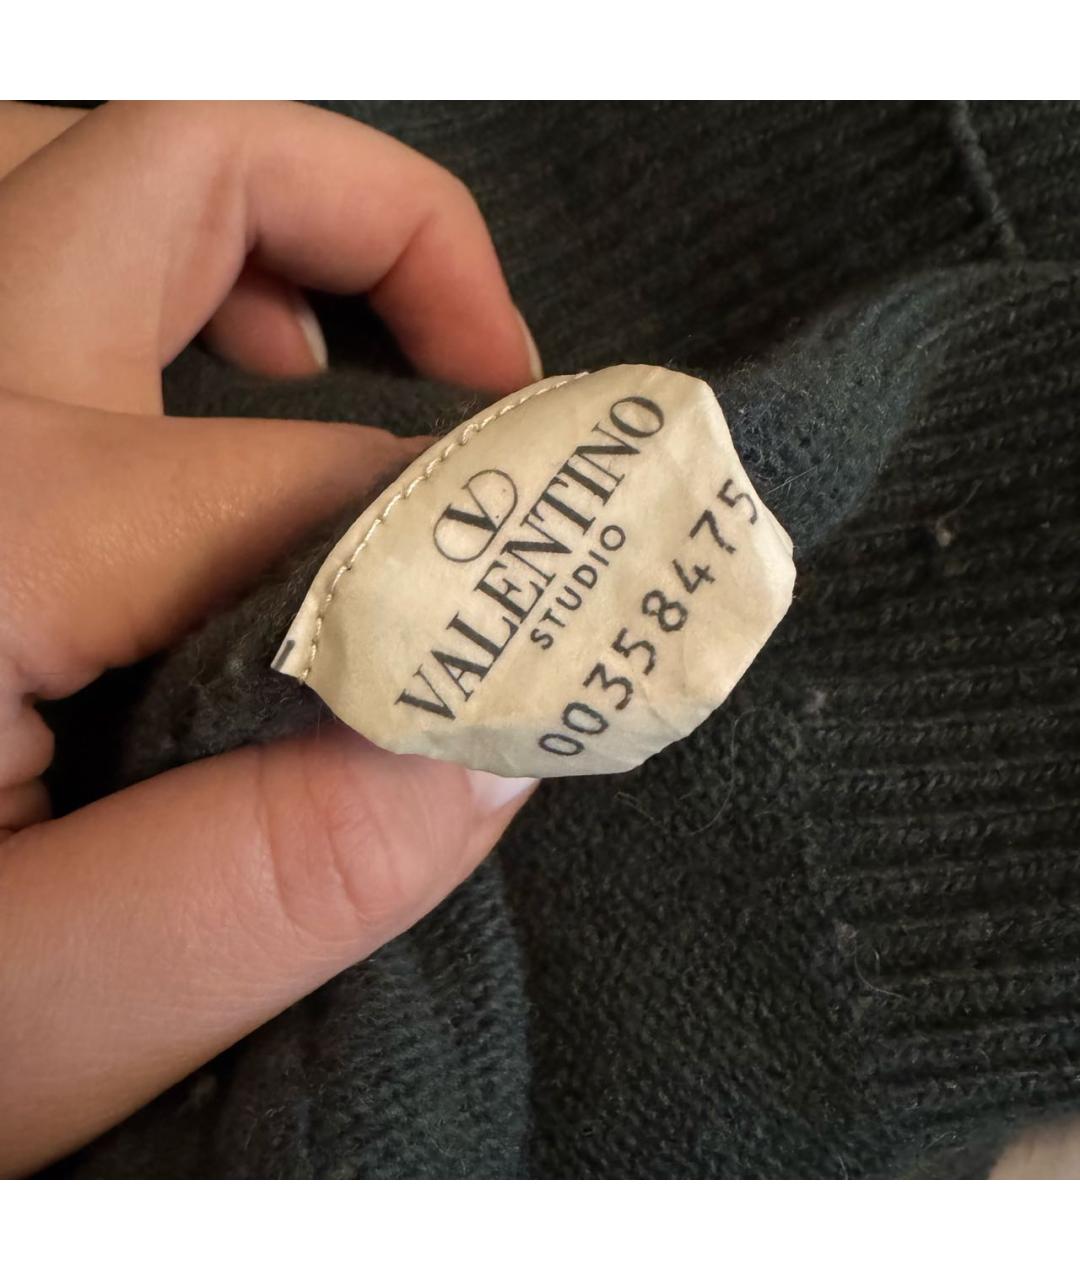 V
VALENTINO
STUDIO
00358475